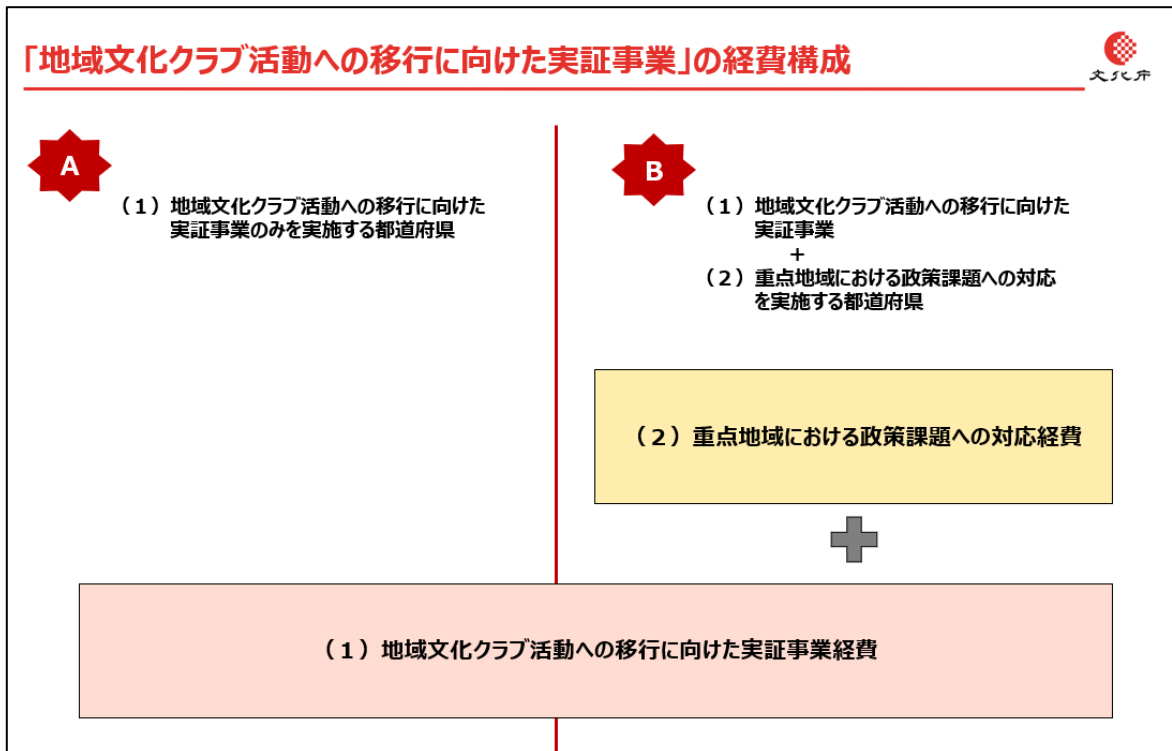 「地域文化クラブ活動への移行に向けた実証事業」の経費構成
文化庁
A
（１）地域文化クラブ活動への移行に向けた
実証事業のみを実施する都道府県
B
（１）地域文化クラブ活動への移行に向けた
実証事業
＋
（２）重点地域における政策課題への対応
を実施する都道府県
（２）重点地域における政策課題への対応経費
（１）地域文化クラブ活動への移行に向けた実証事業経費